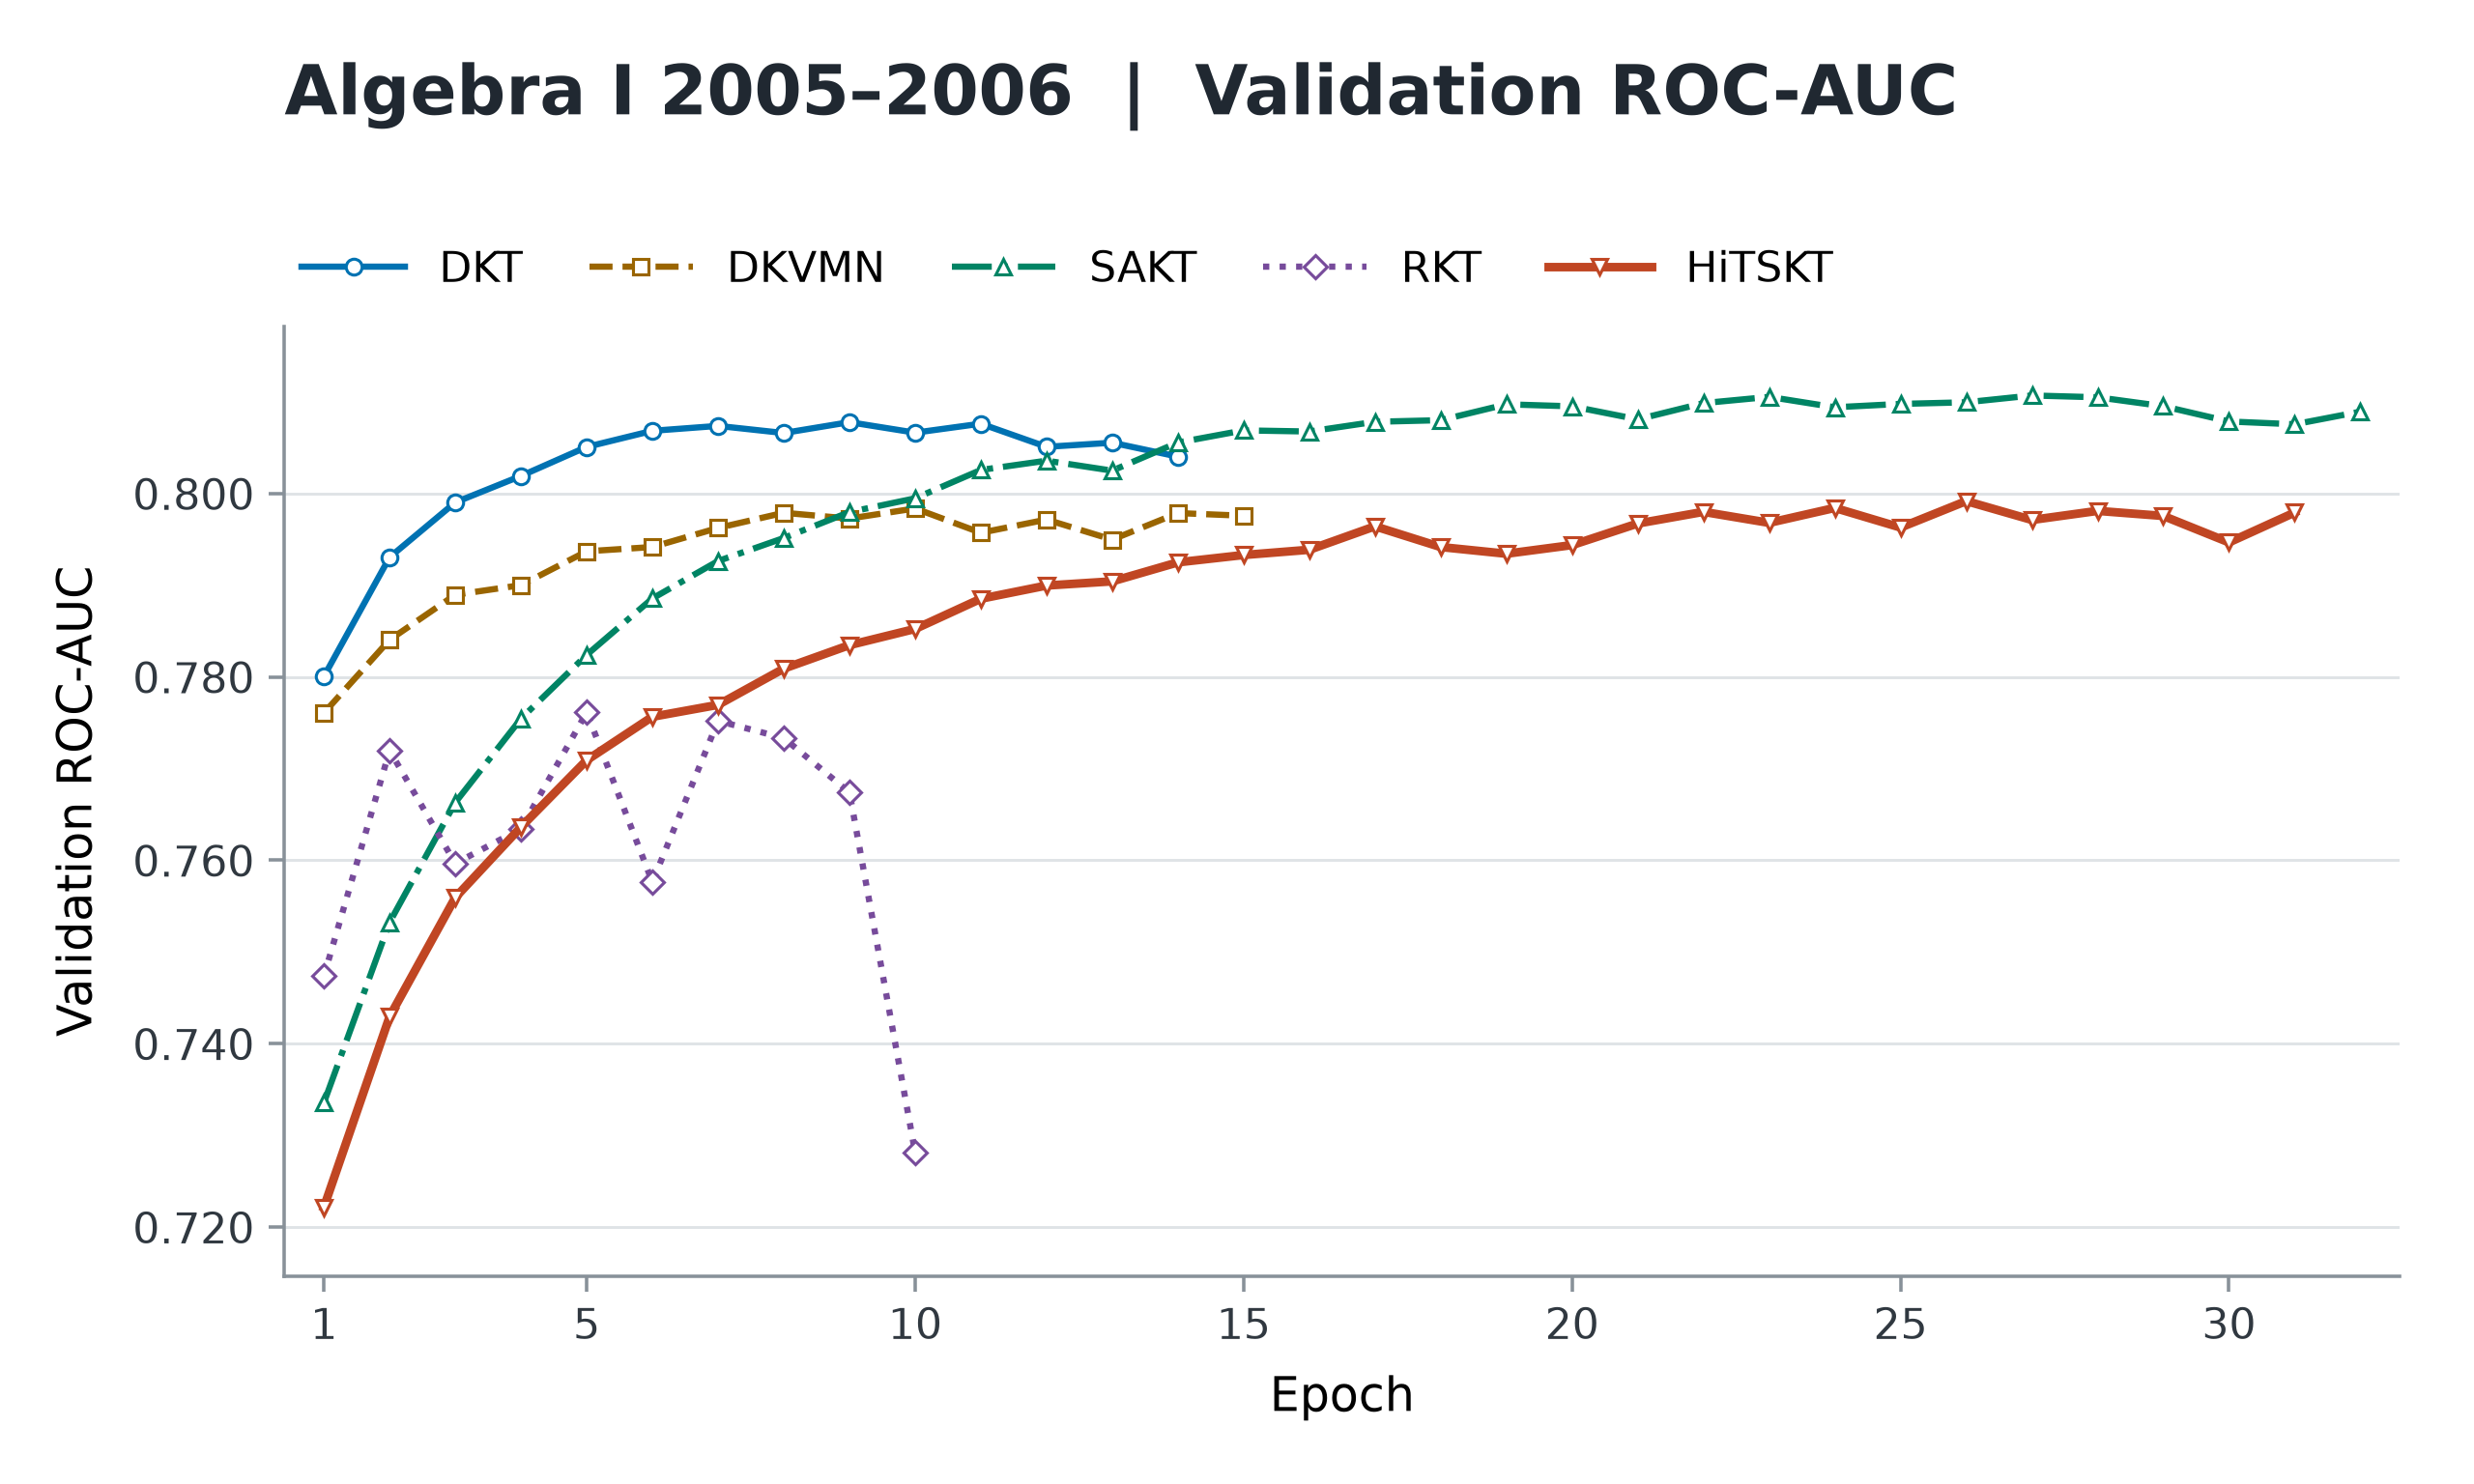 Algebra I 2005-2006 | Validation ROC-AUC
DKT DKVMN SAKT RKT HiTSKT
Validation ROC-AUC
0.800
0.780
0.760
0.740
0.720
1 5 10 15 20 25 30
Epoch